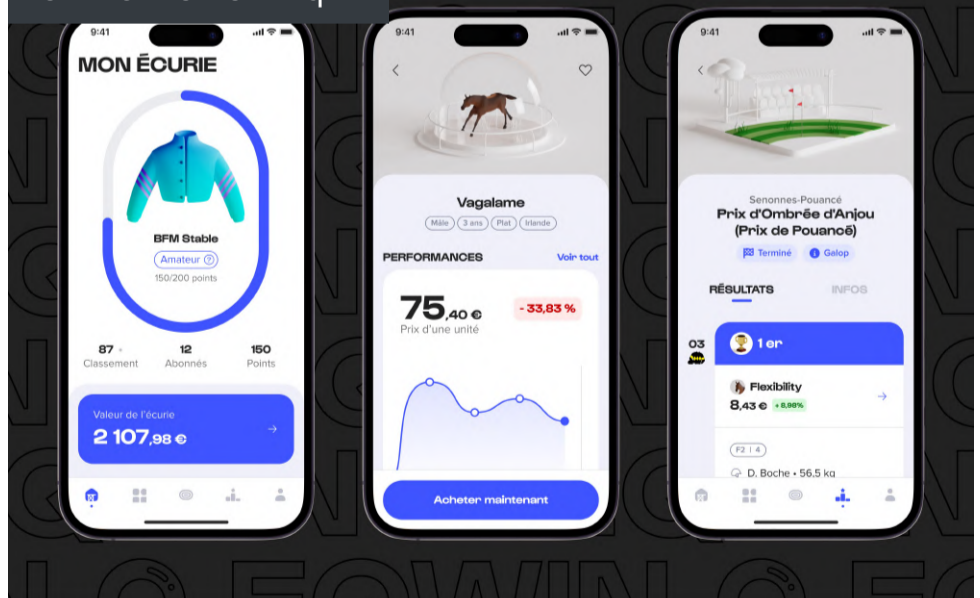 9:41
MON ÉCURIE
BFM Stable
Amateur ?
150/200 points
87
Classement
12
Abonnés
150
Points
Valeur de l'écurie
2 107,98 €
9:41
Vagalame
Mâle
3 ans
Plat
Irlande
PERFORMANCES
Voir tout
75,40 €
Prix d'une unité
- 33,83 %
Acheter maintenant
9:41
Senonnes-Pouancé
Prix d'Ombrée d'Anjou
(Prix de Pouancé)
Terminé
Galop
RÉSULTATS
INFOS
03
1 er
Flexibility
8,43 €
+ 8,98%
F2 | 4
D. Boche • 56.5 kg
EQWIN